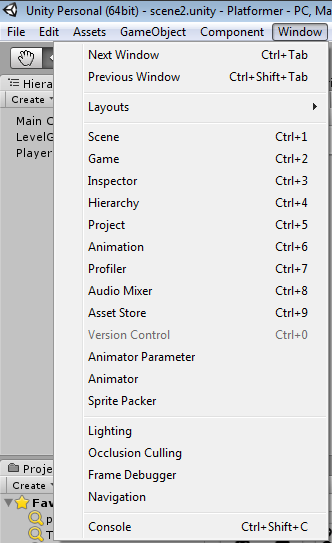 Unity Personal (64bit) - scene2.unity - Platformer - PC, Ma
File Edit Assets GameObject Component Window
Hiera
Create
Main C
LevelG
Player
Next Window Ctrl+Tab
Previous Window Ctrl+Shift+Tab
Layouts
Scene Ctrl+1
Game Ctrl+2
Inspector Ctrl+3
Hierarchy Ctrl+4
Project Ctrl+5
Animation Ctrl+6
Profiler Ctrl+7
Audio Mixer Ctrl+8
Asset Store Ctrl+9
Version Control Ctrl+0
Animator Parameter
Animator
Sprite Packer
Lighting
Occlusion Culling
Frame Debugger
Navigation
Console Ctrl+Shift+C
Proje
Create
Fav
p
T